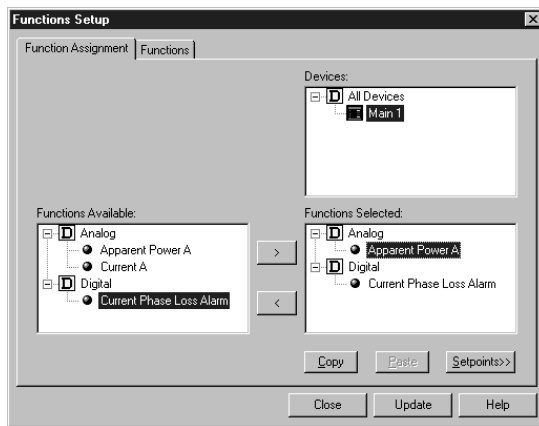 Functions Setup
Function Assignment
Functions
Devices:
D All Devices
Main 1
Functions Available:
D Analog
Apparent Power A
Current A
D Digital
Current Phase Loss Alarm
>
<
Functions Selected:
D Analog
Apparent Power A
D Digital
Current Phase Loss Alarm
Copy
Paste
Setpoints>>
Close
Update
Help